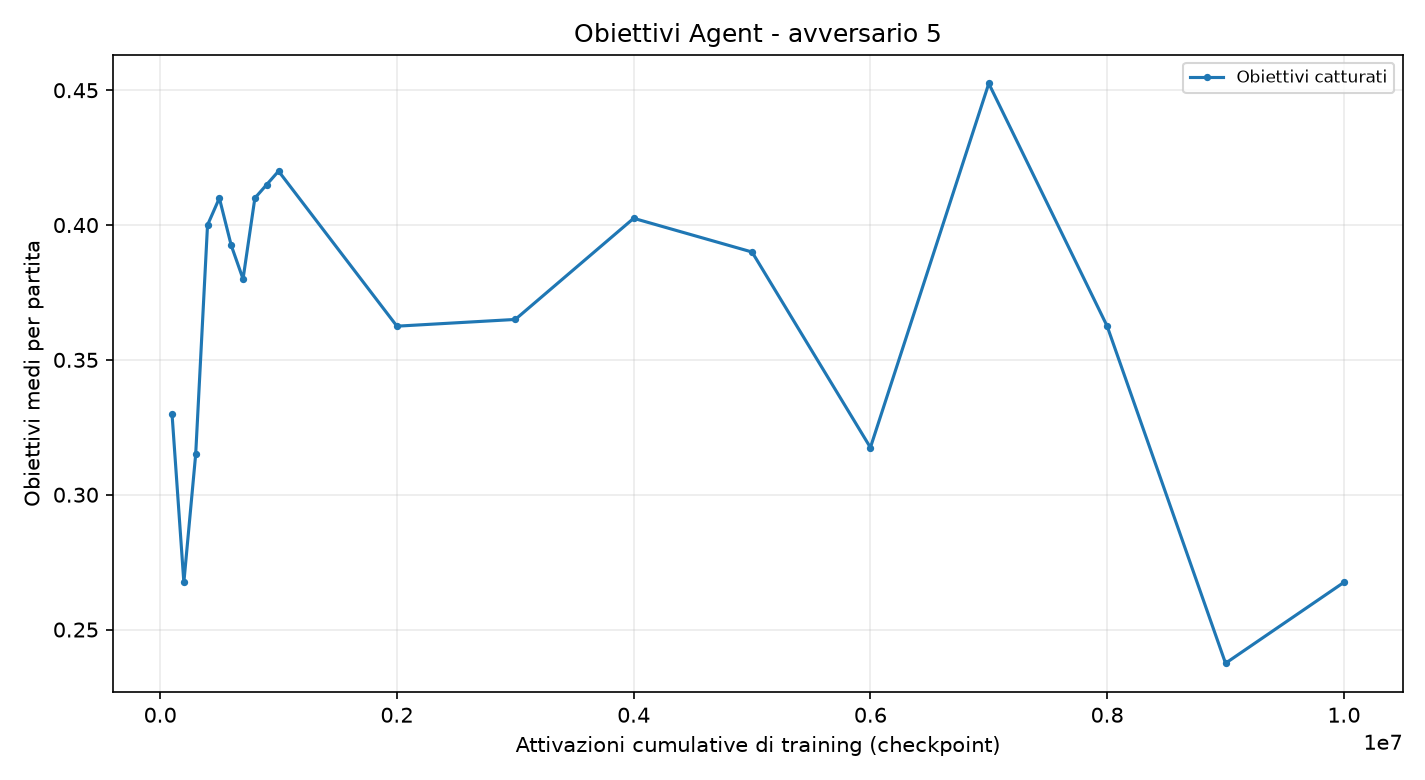 Obiettivi Agent - avversario 5
Obiettivi catturati
Obiettivi medi per partita
0.45
0.40
0.35
0.30
0.25
0.0 0.2 0.4 0.6 0.8 1.0
1e7
Attivazioni cumulative di training (checkpoint)